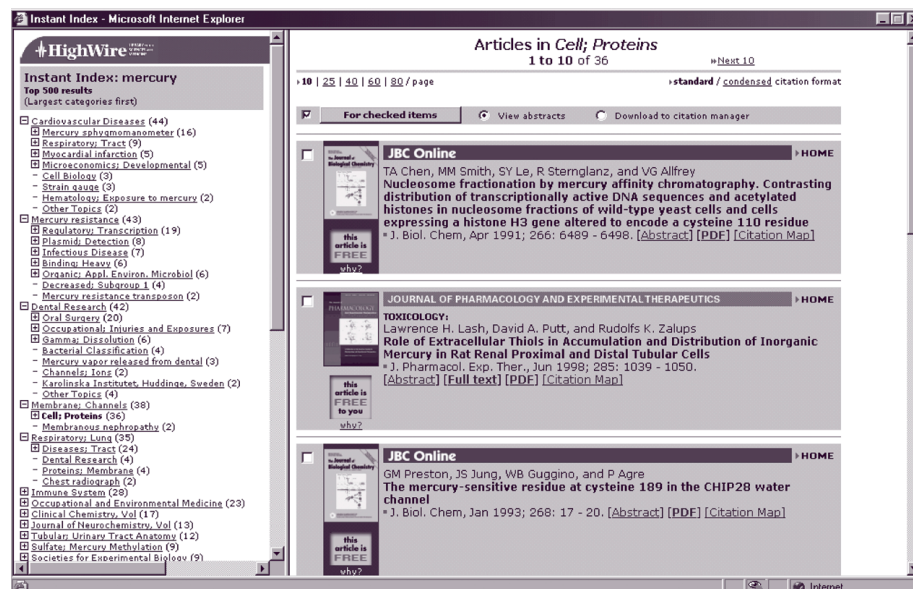 Instant Index - Microsoft Internet Explorer
HighWire
Instant Index: mercury
Top 500 results
(Largest categories first)
Cardiovascular Diseases (44)
Mercury sphygmomanometer (16)
Respiratory; Tract (9)
Myocardial infarction (5)
Microeconomics; Developmental (5)
Cell Biology (3)
Strain gauge (3)
Hematology; Exposure to mercury (2)
Other Topics (2)
Mercury resistance (43)
Regulatory; Transcription (19)
Plasmid; Detection (8)
Infectious Disease (7)
Binding; Heavy (6)
Organic; Appl. Environ. Microbiol (6)
Decreased; Subgroup 1 (4)
Mercury resistance transposon (2)
Dental Research (42)
Oral Surgery (20)
Occupational; Injuries and Exposures (7)
Gamma; Dissolution (6)
Bacterial Classification (4)
Mercury vapor released from dental (3)
Channels; Ions (2)
Karolinska Institutet, Huddinge, Sweden (2)
Other Topics (4)
Membrane; Channels (38)
Cell; Proteins (36)
Membranous nephropathy (2)
Respiratory; Lung (35)
Diseases; Tract (24)
Dental Research (4)
Proteins; Membrane (4)
Chest radiograph (2)
Immune System (28)
Occupational and Environmental Medicine (23)
Clinical Chemistry, Vol (17)
Journal of Neurochemistry, Vol (13)
Tubular; Urinary Tract Anatomy (12)
Sulfate; Mercury Methylation (9)
Societies for Experimental Biology (9)
Articles in Cell; Proteins
1 to 10 of 36
Next 10
10 | 25 | 40 | 60 | 80 / page
standard / condensed citation format
For checked items
View abstracts
Download to citation manager
The Journal of
Biological Chemistry
this
article is
FREE
why?
JBC Online
HOME
TA Chen, MM Smith, SY Le, R Sternglanz, and VG Allfrey
Nucleosome fractionation by mercury affinity chromatography. Contrasting
distribution of transcriptionally active DNA sequences and acetylated
histones in nucleosome fractions of wild-type yeast cells and cells
expressing a histone H3 gene altered to encode a cysteine 110 residue
J. Biol. Chem, Apr 1991; 266: 6489 - 6498. [Abstract] [PDF] [Citation Map]
PHARMACOLOGY
this
article is
FREE
to you
why?
JOURNAL OF PHARMACOLOGY AND EXPERIMENTAL THERAPEUTICS
HOME
TOXICOLOGY:
Lawrence H. Lash, David A. Putt, and Rudolfs K. Zalups
Role of Extracellular Thiols in Accumulation and Distribution of Inorganic
Mercury in Rat Renal Proximal and Distal Tubular Cells
J. Pharmacol. Exp. Ther., Jun 1998; 285: 1039 - 1050.
[Abstract] [Full text] [PDF] [Citation Map]
The Journal of
Biological Chemistry
this
article is
FREE
why?
JBC Online
HOME
GM Preston, JS Jung, WB Guggino, and P Agre
The mercury-sensitive residue at cysteine 189 in the CHIP28 water
channel
J. Biol. Chem, Jan 1993; 268: 17 - 20. [Abstract] [PDF] [Citation Map]
Internet